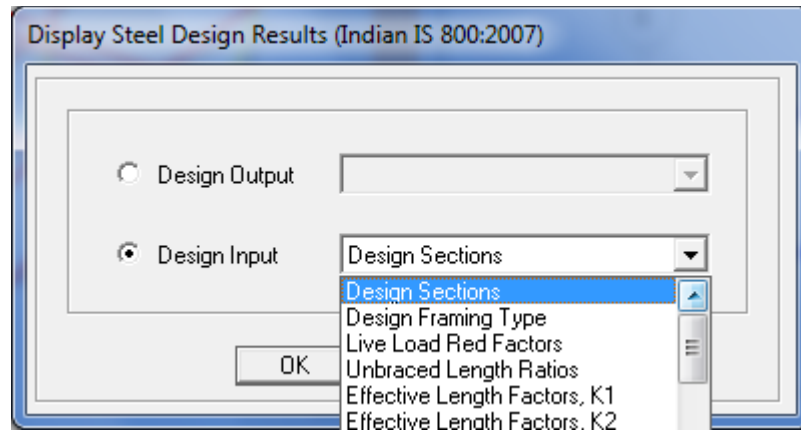 Display Steel Design Results (Indian IS 800:2007)
Design Output
Design Input
Design Sections
Design Sections
Design Framing Type
Live Load Red Factors
Unbraced Length Ratios
OK
Effective Length Factors, K1
Effective Length Factors, K2